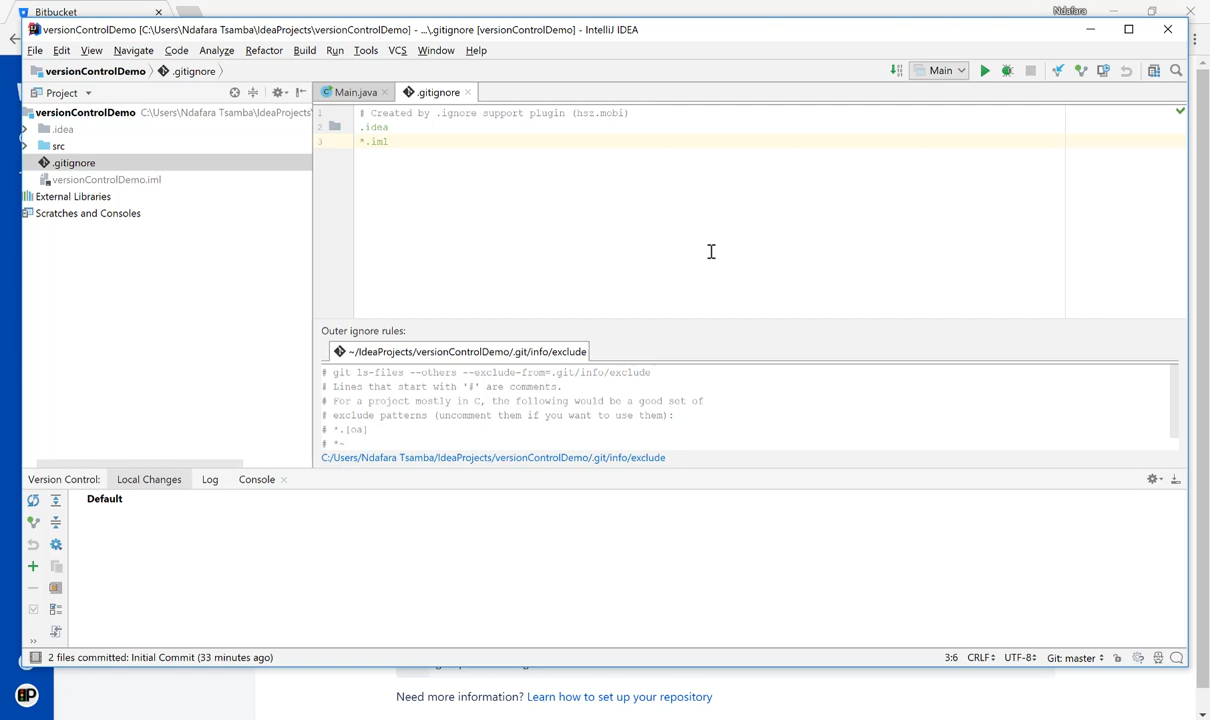 Bitbucket
Ndafara
versionControlDemo [C:\Users\Ndafara Tsamba\IdeaProjects\versionControlDemo] - ...\.gitignore [versionControlDemo] - IntelliJ IDEA
File Edit View Navigate Code Analyze Refactor Build Run Tools VCS Window Help
versionControlDemo .gitignore
Main
Project
Main.java .gitignore
versionControlDemo C:\Users\Ndafara Tsamba\IdeaProjects\
.idea
src
.gitignore
versionControlDemo.iml
External Libraries
Scratches and Consoles
1 # Created by .ignore support plugin (hsz.mobi)
2 .idea
3 *.iml
Outer ignore rules:
~/IdeaProjects/versionControlDemo/.git/info/exclude
# git ls-files --others --exclude-from=.git/info/exclude
# Lines that start with '#' are comments.
# For a project mostly in C, the following would be a good set of
# exclude patterns (uncomment them if you want to use them):
# *.[oa]
# *~
C:/Users/Ndafara Tsamba/IdeaProjects/versionControlDemo/.git/info/exclude
Version Control: Local Changes Log Console
Default
2 files committed: Initial Commit (33 minutes ago)
3:6 CRLF UTF-8 Git: master
Need more information? Learn how to set up your repository